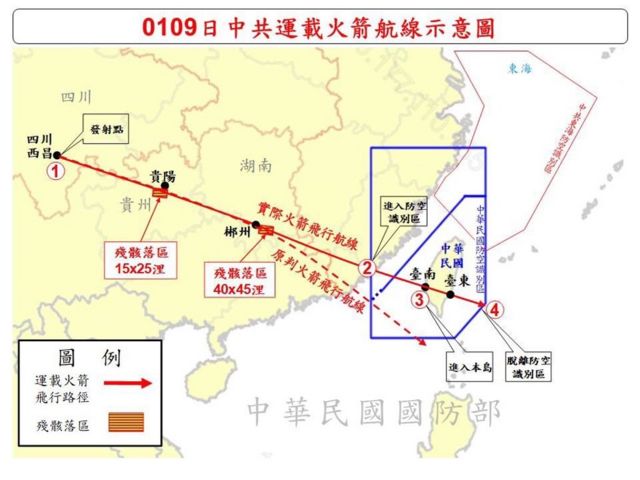 0109日中共運載火箭航線示意圖
東海
四川
中共東海防空識別區
發射點
四川
西昌
1
湖南
貴陽
貴州
實際火箭飛行航線
進入防空
識別區
中華民國防空識別區
郴州
中華
民國
殘骸落區
15x25浬
原判火箭飛行航線
2
殘骸落區
40x45浬
臺南
臺東
3
4
進入本島
脫離防空
識別區
圖 例
運載火箭
飛行路徑
殘骸落區
中華民國國防部